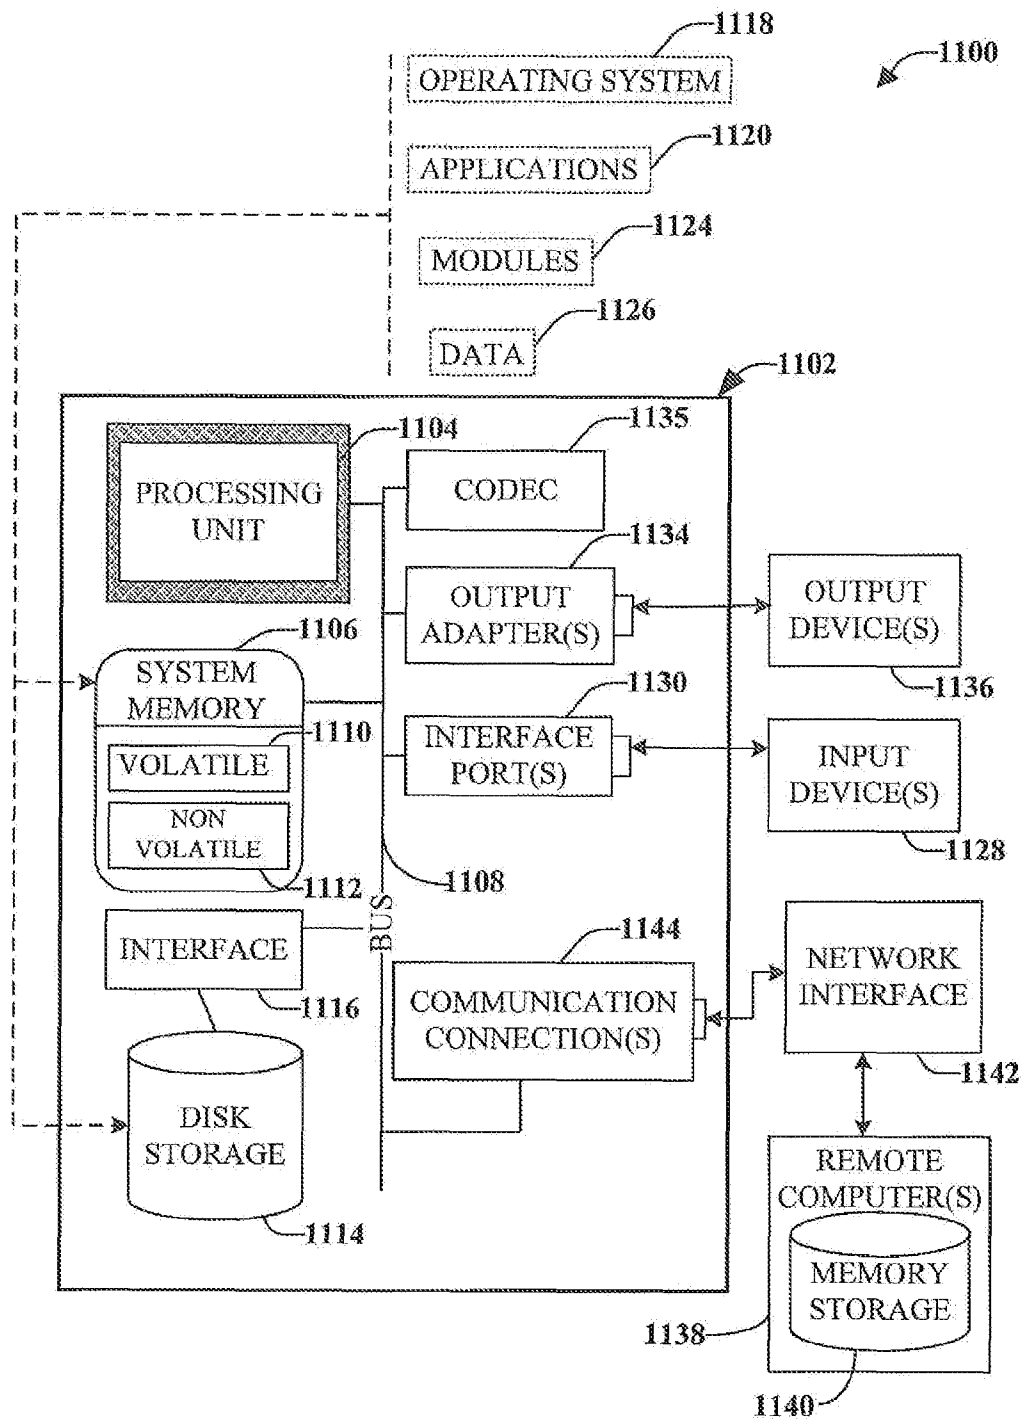 1118
1100
OPERATING SYSTEM
1120
APPLICATIONS
1124
MODULES
1126
DATA
1102
1104
PROCESSING
UNIT
1135
CODEC
1134
OUTPUT
ADAPTER(S)
OUTPUT
DEVICE(S)
1136
1106
SYSTEM
MEMORY
1110
VOLATILE
NON
VOLATILE
1112
1130
INTERFACE
PORT(S)
INPUT
DEVICE(S)
1128
1108
BUS
INTERFACE
1116
1144
COMMUNICATION
CONNECTION(S)
NETWORK
INTERFACE
1142
DISK
STORAGE
1114
REMOTE
COMPUTER(S)
MEMORY
STORAGE
1138
1140